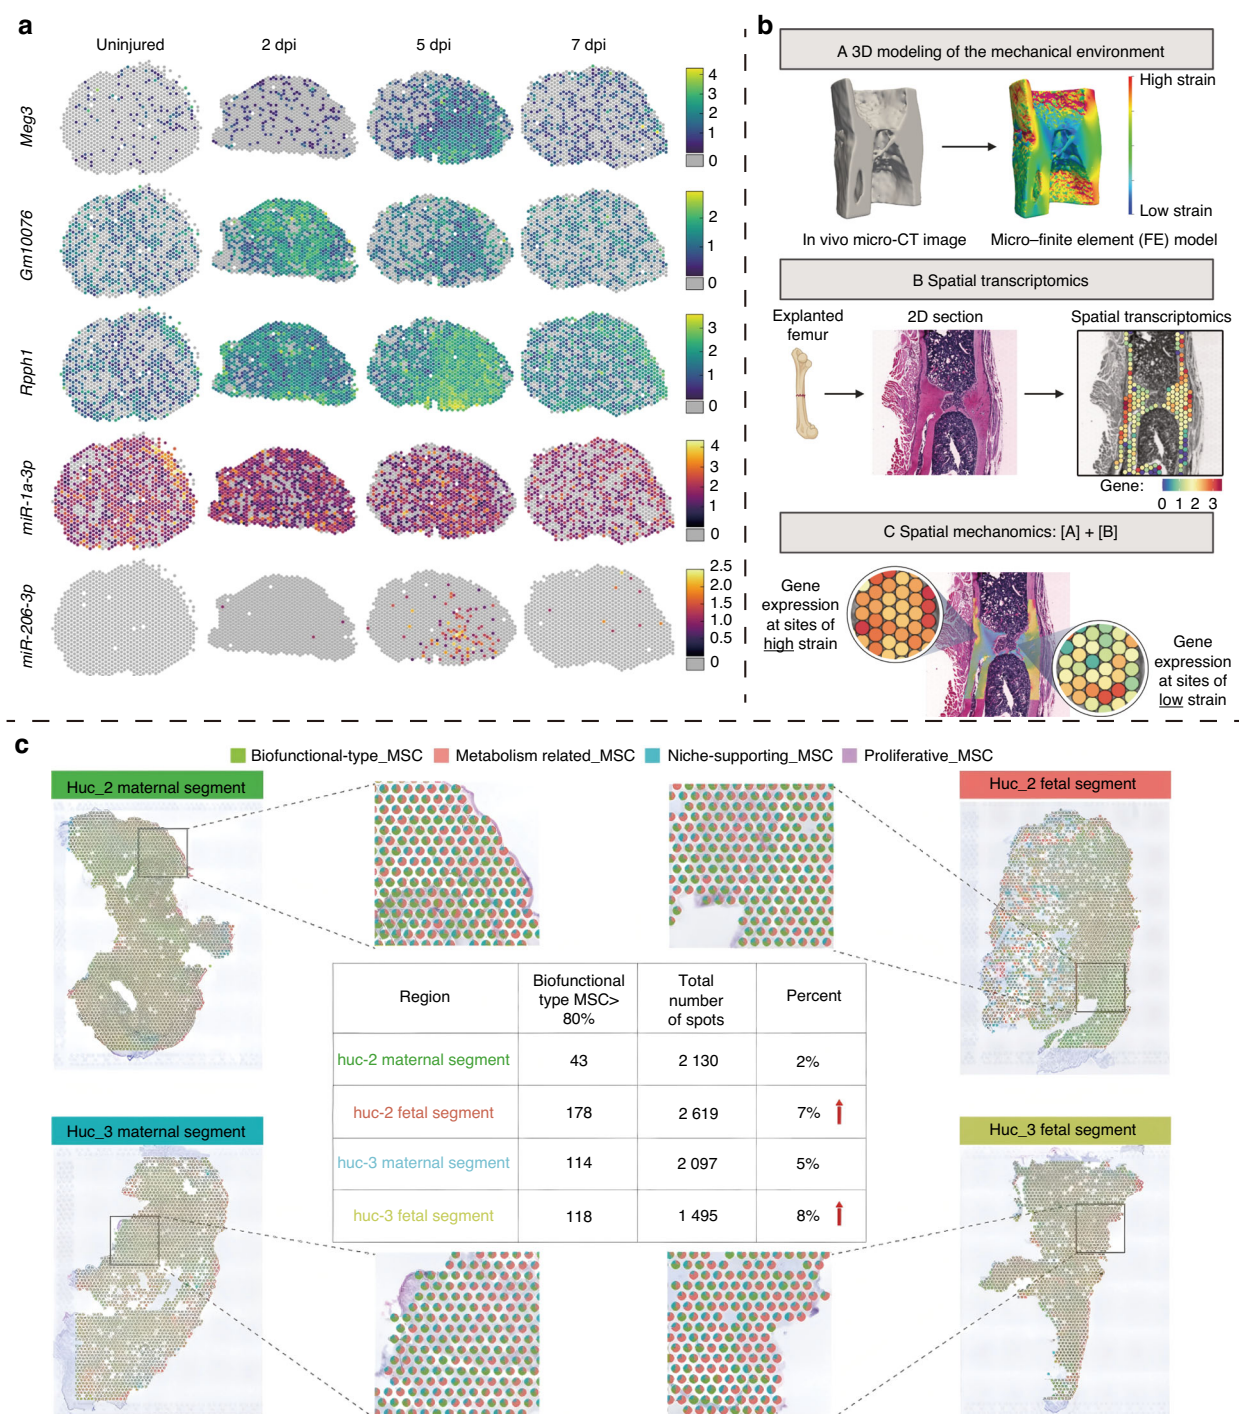 a
Uninjured 2 dpi 5 dpi 7 dpi
Meg3
4
3
2
1
0
Gm10076
2
1
0
Rpph1
3
2
1
0
miR-1a-3p
4
3
2
1
0
miR-206-3p
2.5
2.0
1.5
1.0
0.5
0
b
A 3D modeling of the mechanical environment
High strain
Low strain
In vivo micro-CT image Micro–finite element (FE) model
B Spatial transcriptomics
Explanted
femur
2D section
Spatial transcriptomics
Gene:
0 1 2 3
C Spatial mechanomics: [A] + [B]
Gene
expression
at sites of
high strain
Gene
expression
at sites of
low strain
c
Biofunctional-type_MSC Metabolism related_MSC Niche-supporting_MSC Proliferative_MSC
Huc_2 maternal segment
Huc_2 fetal segment
Region
Biofunctional
type MSC>
80%
Total
number
of spots
Percent
huc-2 maternal segment 43 2 130 2%
huc-2 fetal segment 178 2 619 7%
huc-3 maternal segment 114 2 097 5%
huc-3 fetal segment 118 1 495 8%
Huc_3 maternal segment
Huc_3 fetal segment